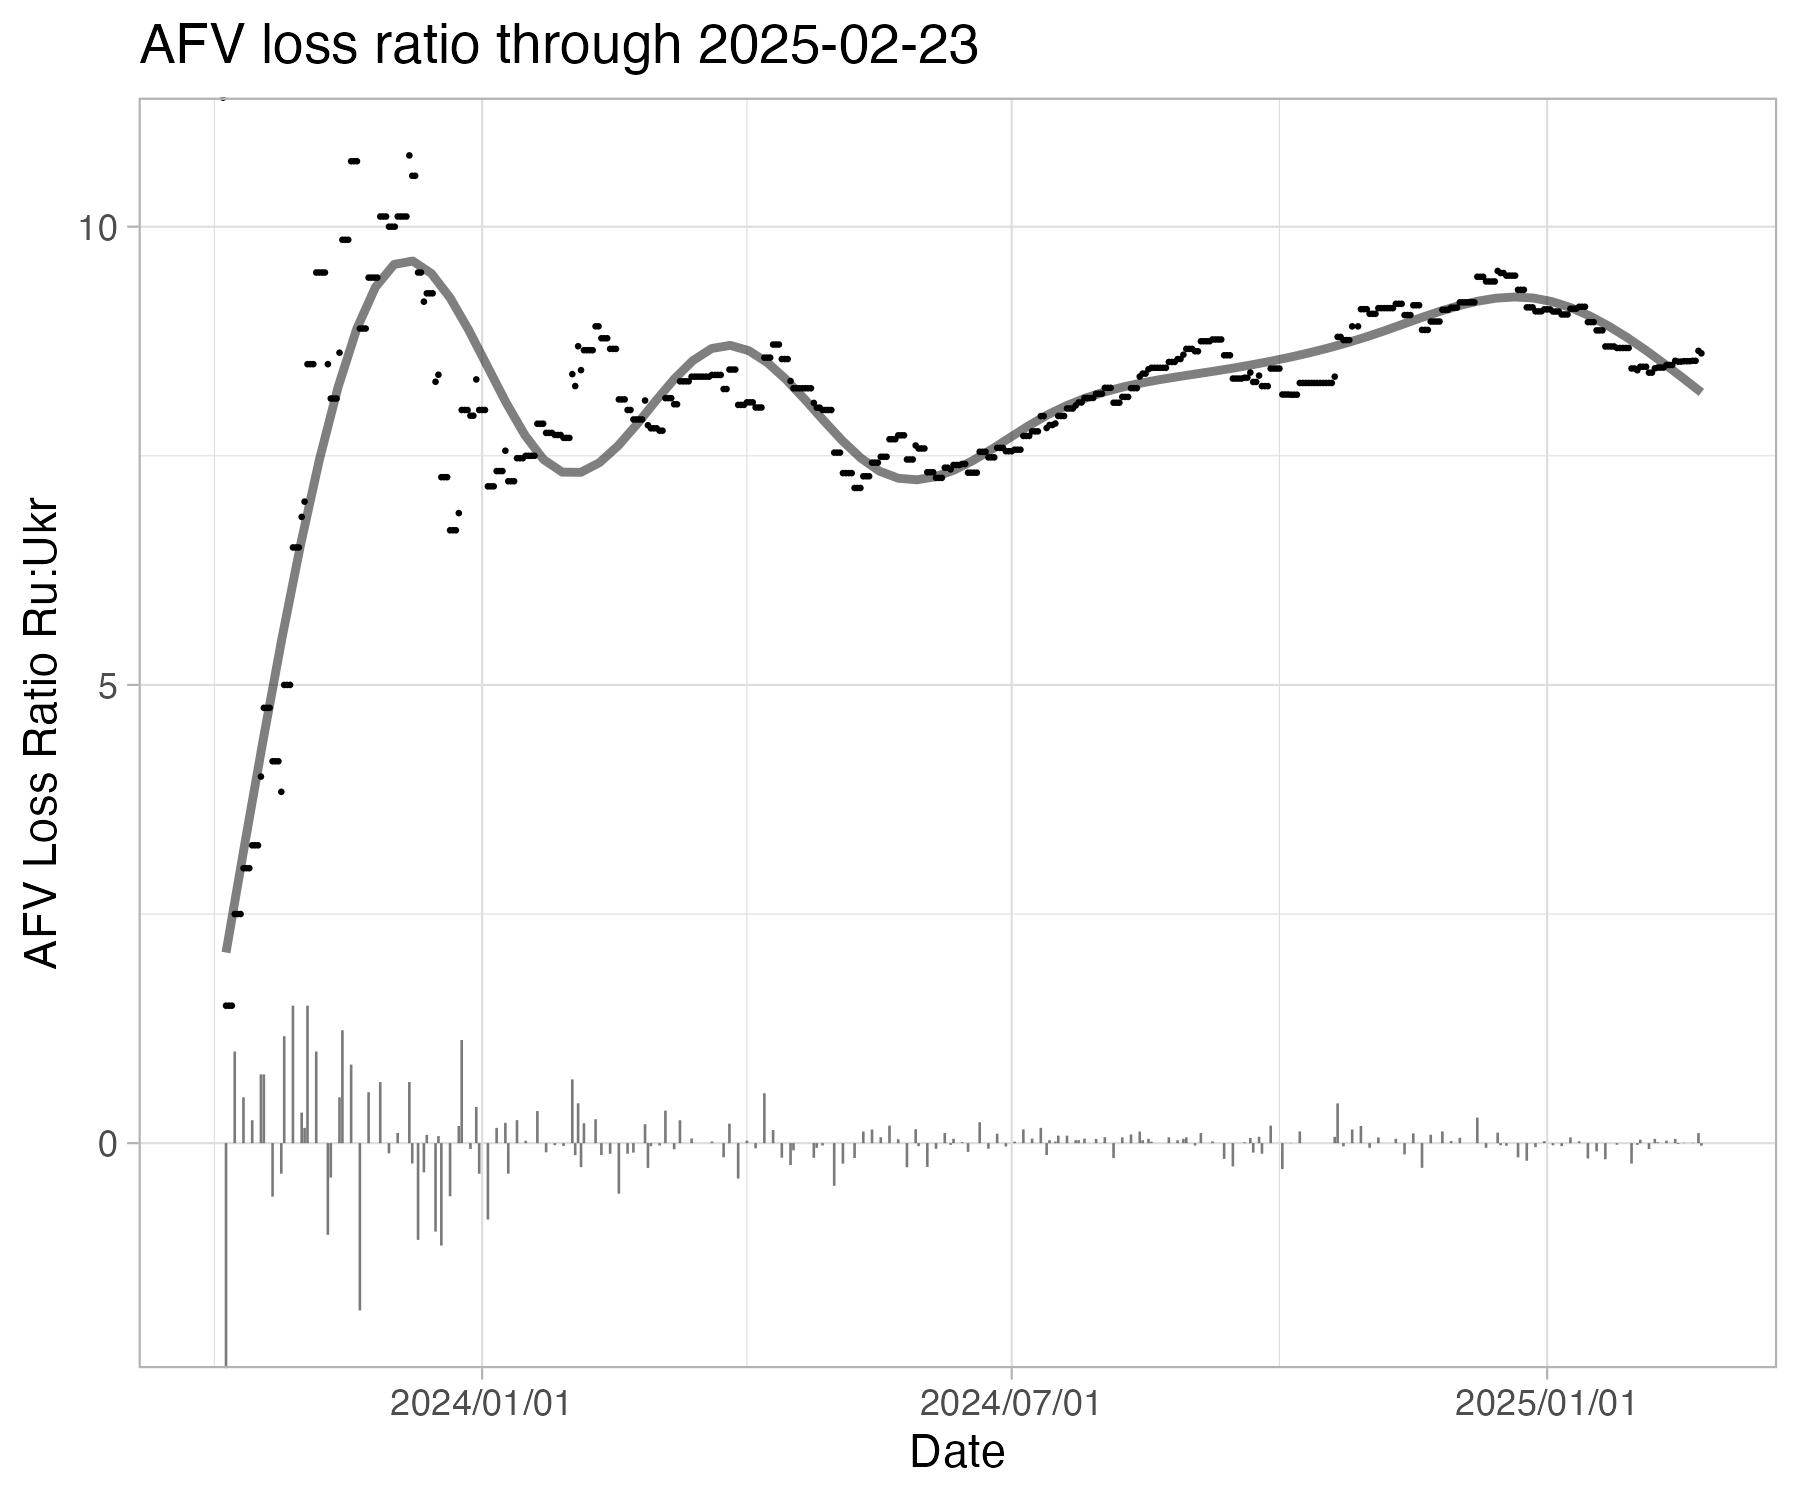 AFV loss ratio through 2025-02-23
AFV Loss Ratio Ru:Ukr
10
5
0
2024/01/01
2024/07/01
2025/01/01
Date